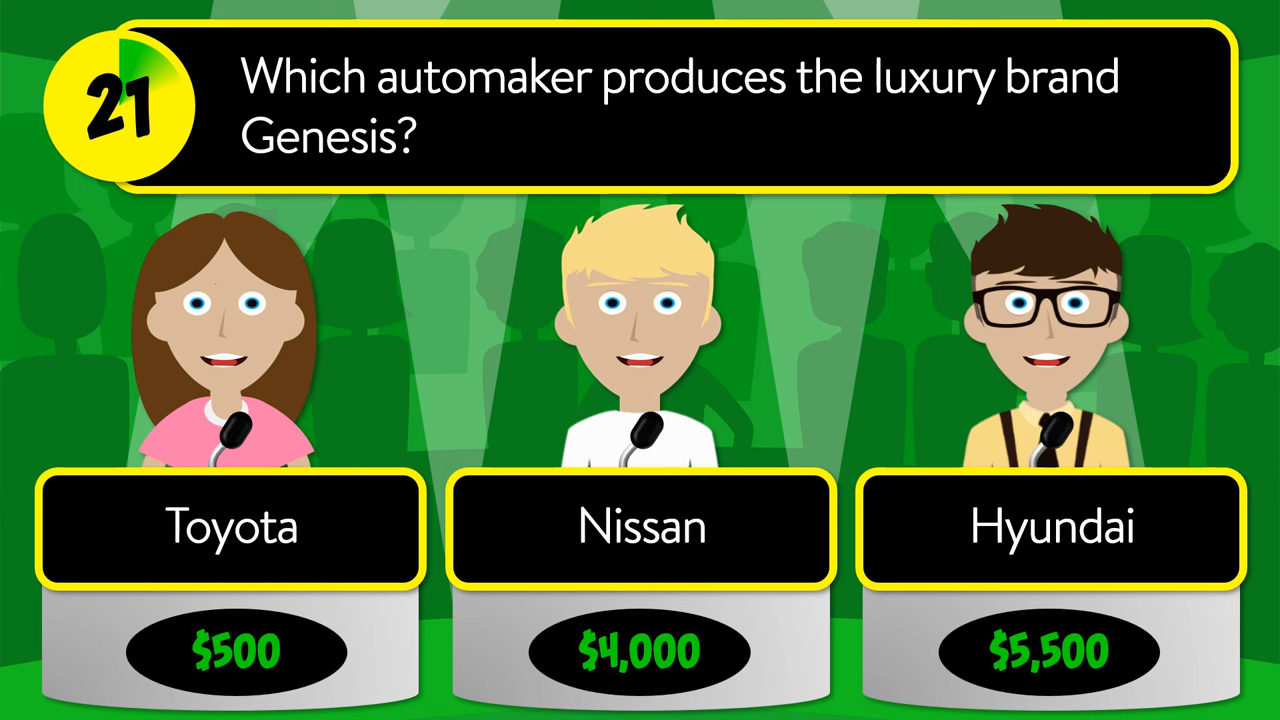 21
Which automaker produces the luxury brand
Genesis?
Toyota
Nissan
Hyundai
$500
$4,000
$5,500